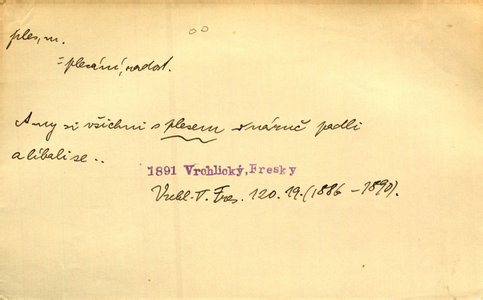 ples, m.
= plesání, radost.
A my si všichni s plesem v náruč padli
a líbali se..
1891 Vrchlický, Fresky
Vrchl. V. Fres. 120. 19. (1886 – 1890).